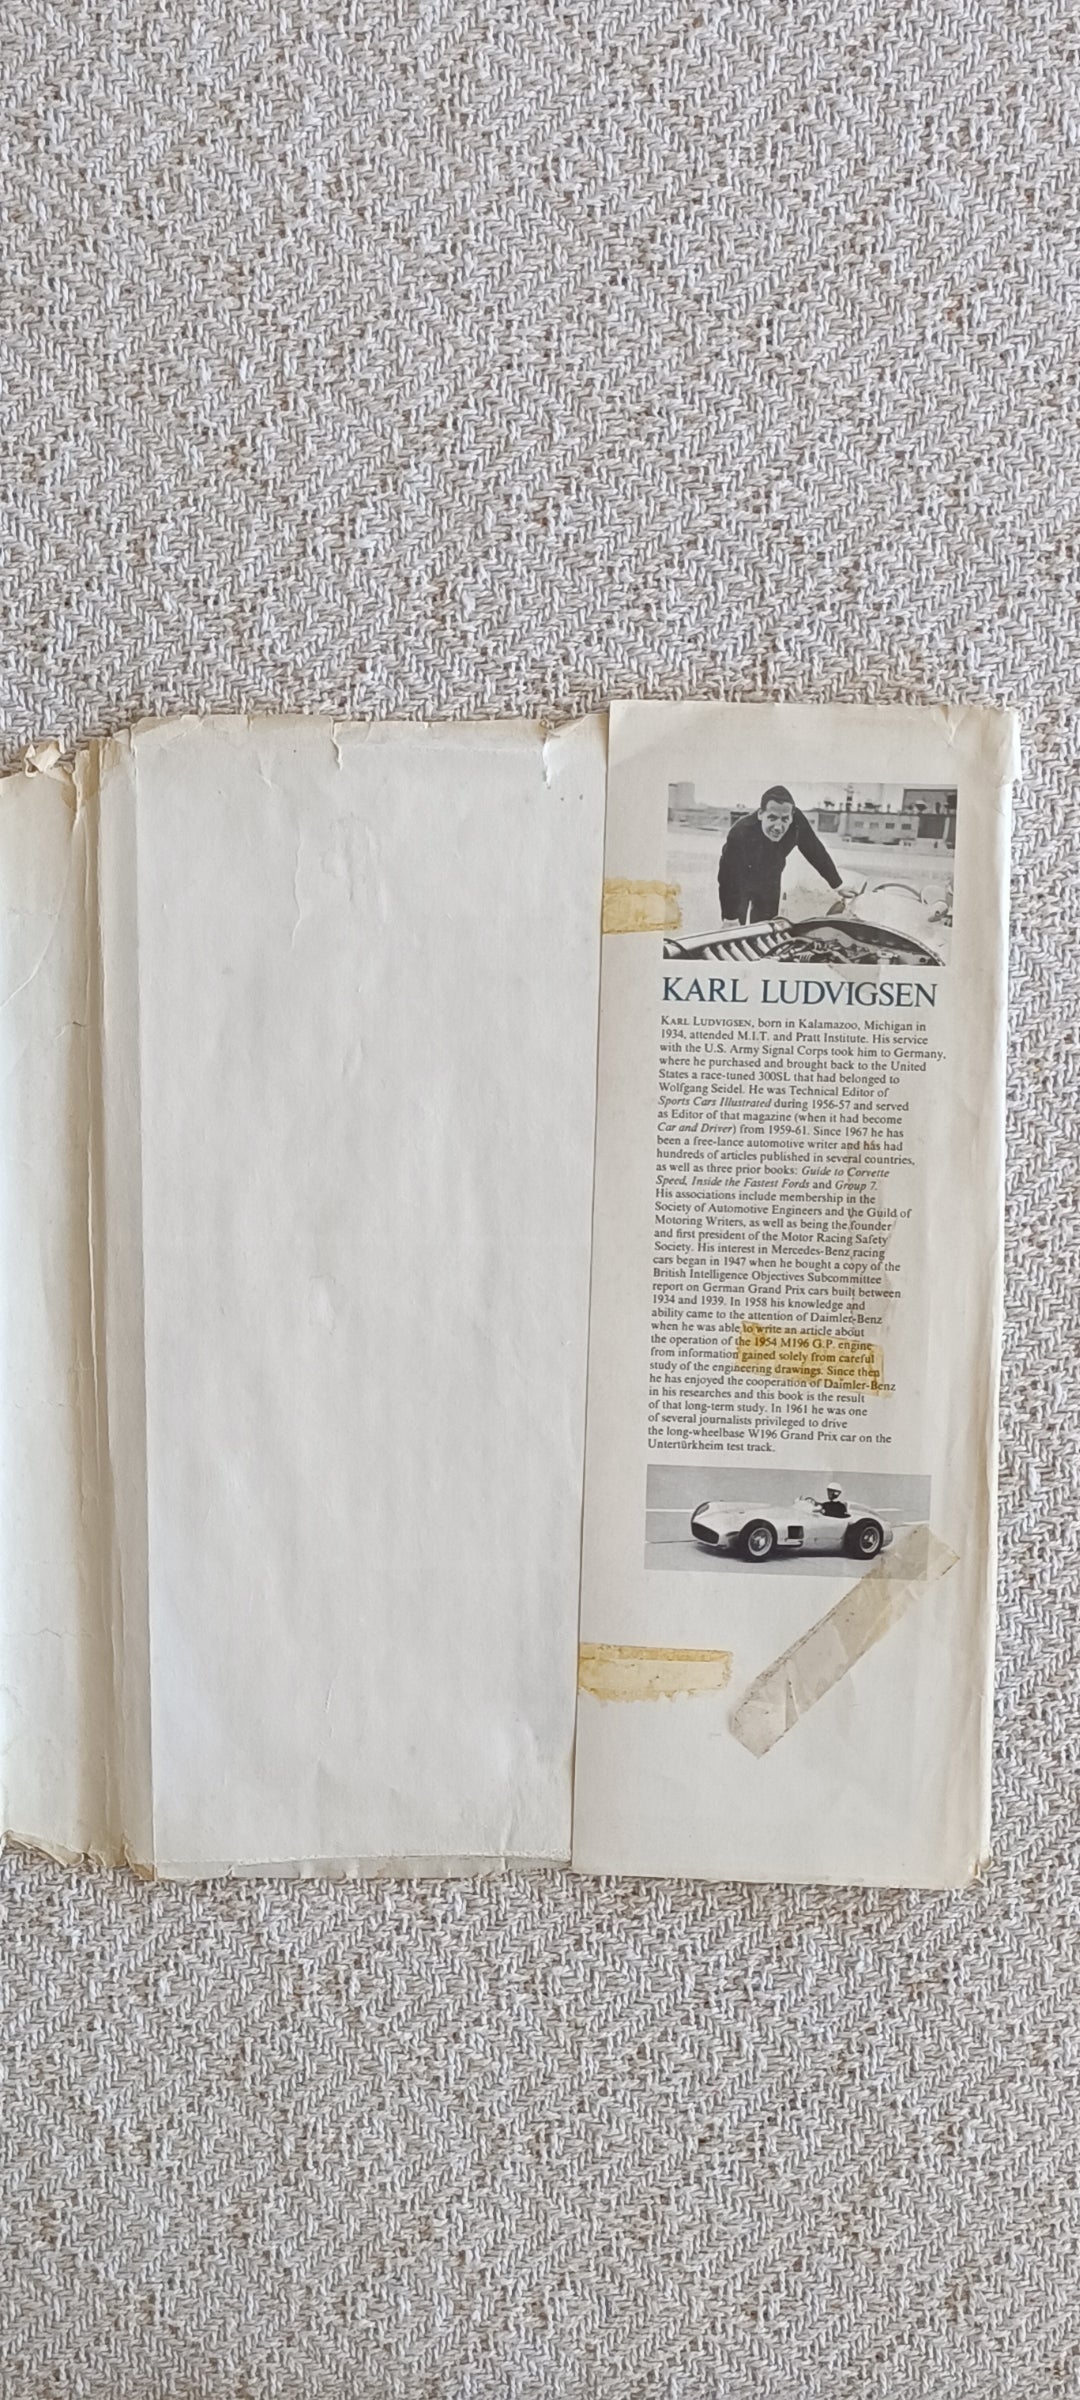 KARL LUDVIGSEN
KARL LUDVIGSEN, born in Kalamazoo, Michigan in
1934, attended M.I.T. and Pratt Institute. His service
with the U.S. Army Signal Corps took him to Germany,
where he purchased and brought back to the United
States a race-tuned 300SL that had belonged to
Wolfgang Seidel. He was Technical Editor of
Sports Cars Illustrated during 1956-57 and served
as Editor of that magazine (when it had become
Car and Driver) from 1959-61. Since 1967 he has
been a free-lance automotive writer and has had
hundreds of articles published in several countries,
as well as three prior books: Guide to Corvette
Speed, Inside the Fastest Fords and Group 7.
His associations include membership in the
Society of Automotive Engineers and the Guild of
Motoring Writers, as well as being the founder
and first president of the Motor Racing Safety
Society. His interest in Mercedes-Benz racing
cars began in 1947 when he bought a copy of the
British Intelligence Objectives Subcommittee
report on German Grand Prix cars built between
1934 and 1939. In 1958 his knowledge and
ability came to the attention of Daimler-Benz
when he was able to write an article about
the operation of the 1954 M196 G.P. engine
from information gained solely from careful
study of the engineering drawings. Since then
he has enjoyed the cooperation of Daimler-Benz
in his researches and this book is the result
of that long-term study. In 1961 he was one
of several journalists privileged to drive
the long-wheelbase W196 Grand Prix car on the
Untertürkheim test track.